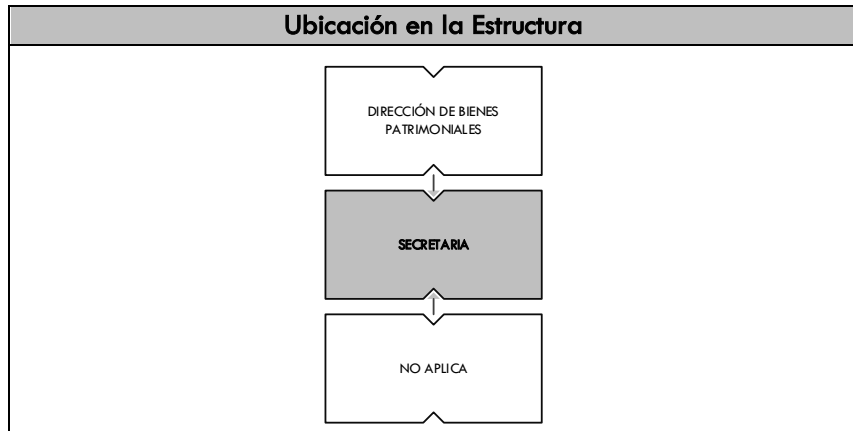 Ubicación en la Estructura
DIRECCIÓN DE BIENES
PATRIMONIALES
SECRETARIA
NO APLICA